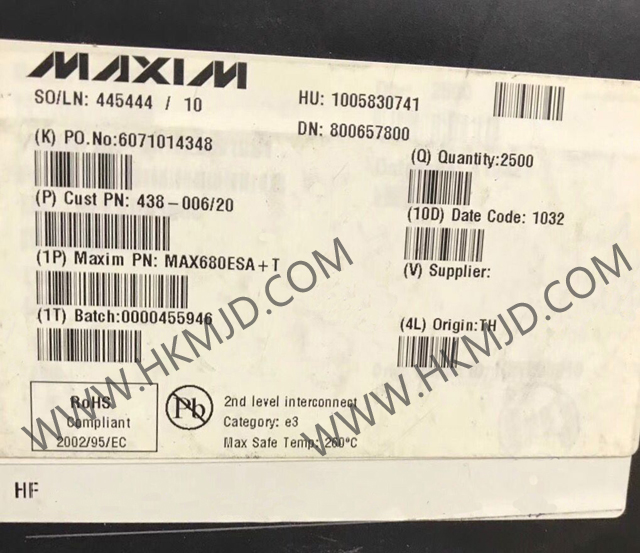 MAXIM
SO/LN: 445444 / 10
HU: 1005830741
DN: 800657800
(K) PO.No:6071014348
(Q) Quantity:2500
(P) Cust PN: 438-006/20
(10D) Date Code: 1032
(1P) Maxim PN: MAX680ESA+T
(V) Supplier:
(1T) Batch:0000455946
(4L) Origin:TH
RoHS
Compliant
2002/95/EC
Pb
2nd level interconnect
Category: e3
Max Safe Temp: 260°C
HF
WWW.HKMJD.COM
WWW.HKMJD.COM